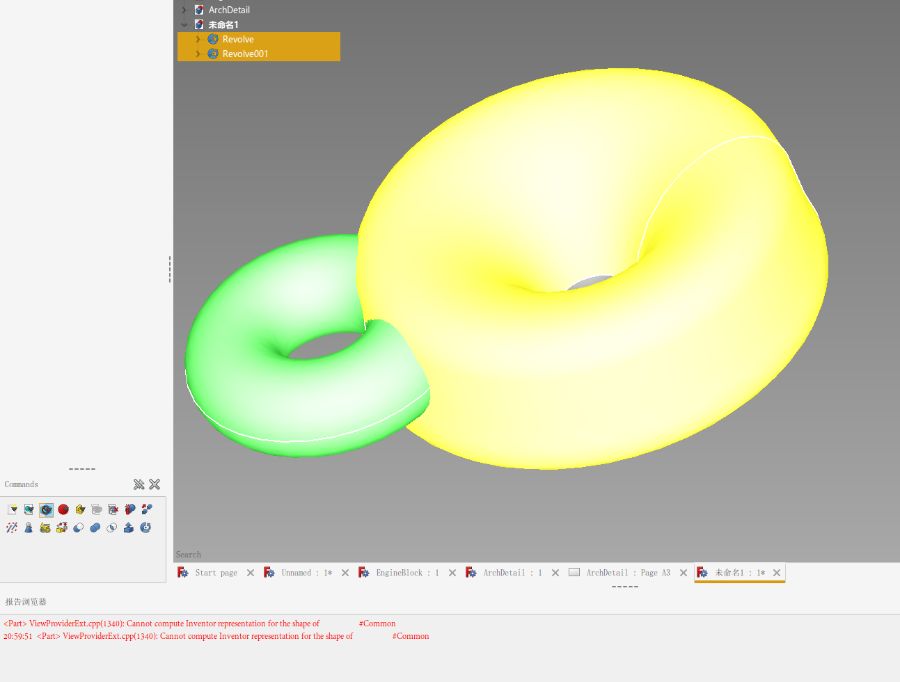 ArchDetail
未命名1
Revolve
Revolve001
Commands
Search
Start page
Unnamed : 1*
EngineBlock : 1
ArchDetail : 1
ArchDetail : Page A3
未命名1 : 1*
报告浏览器
<Part> ViewProviderExt.cpp(1340): Cannot compute Inventor representation for the shape of #Common
20:59:51 <Part> ViewProviderExt.cpp(1340): Cannot compute Inventor representation for the shape of #Common